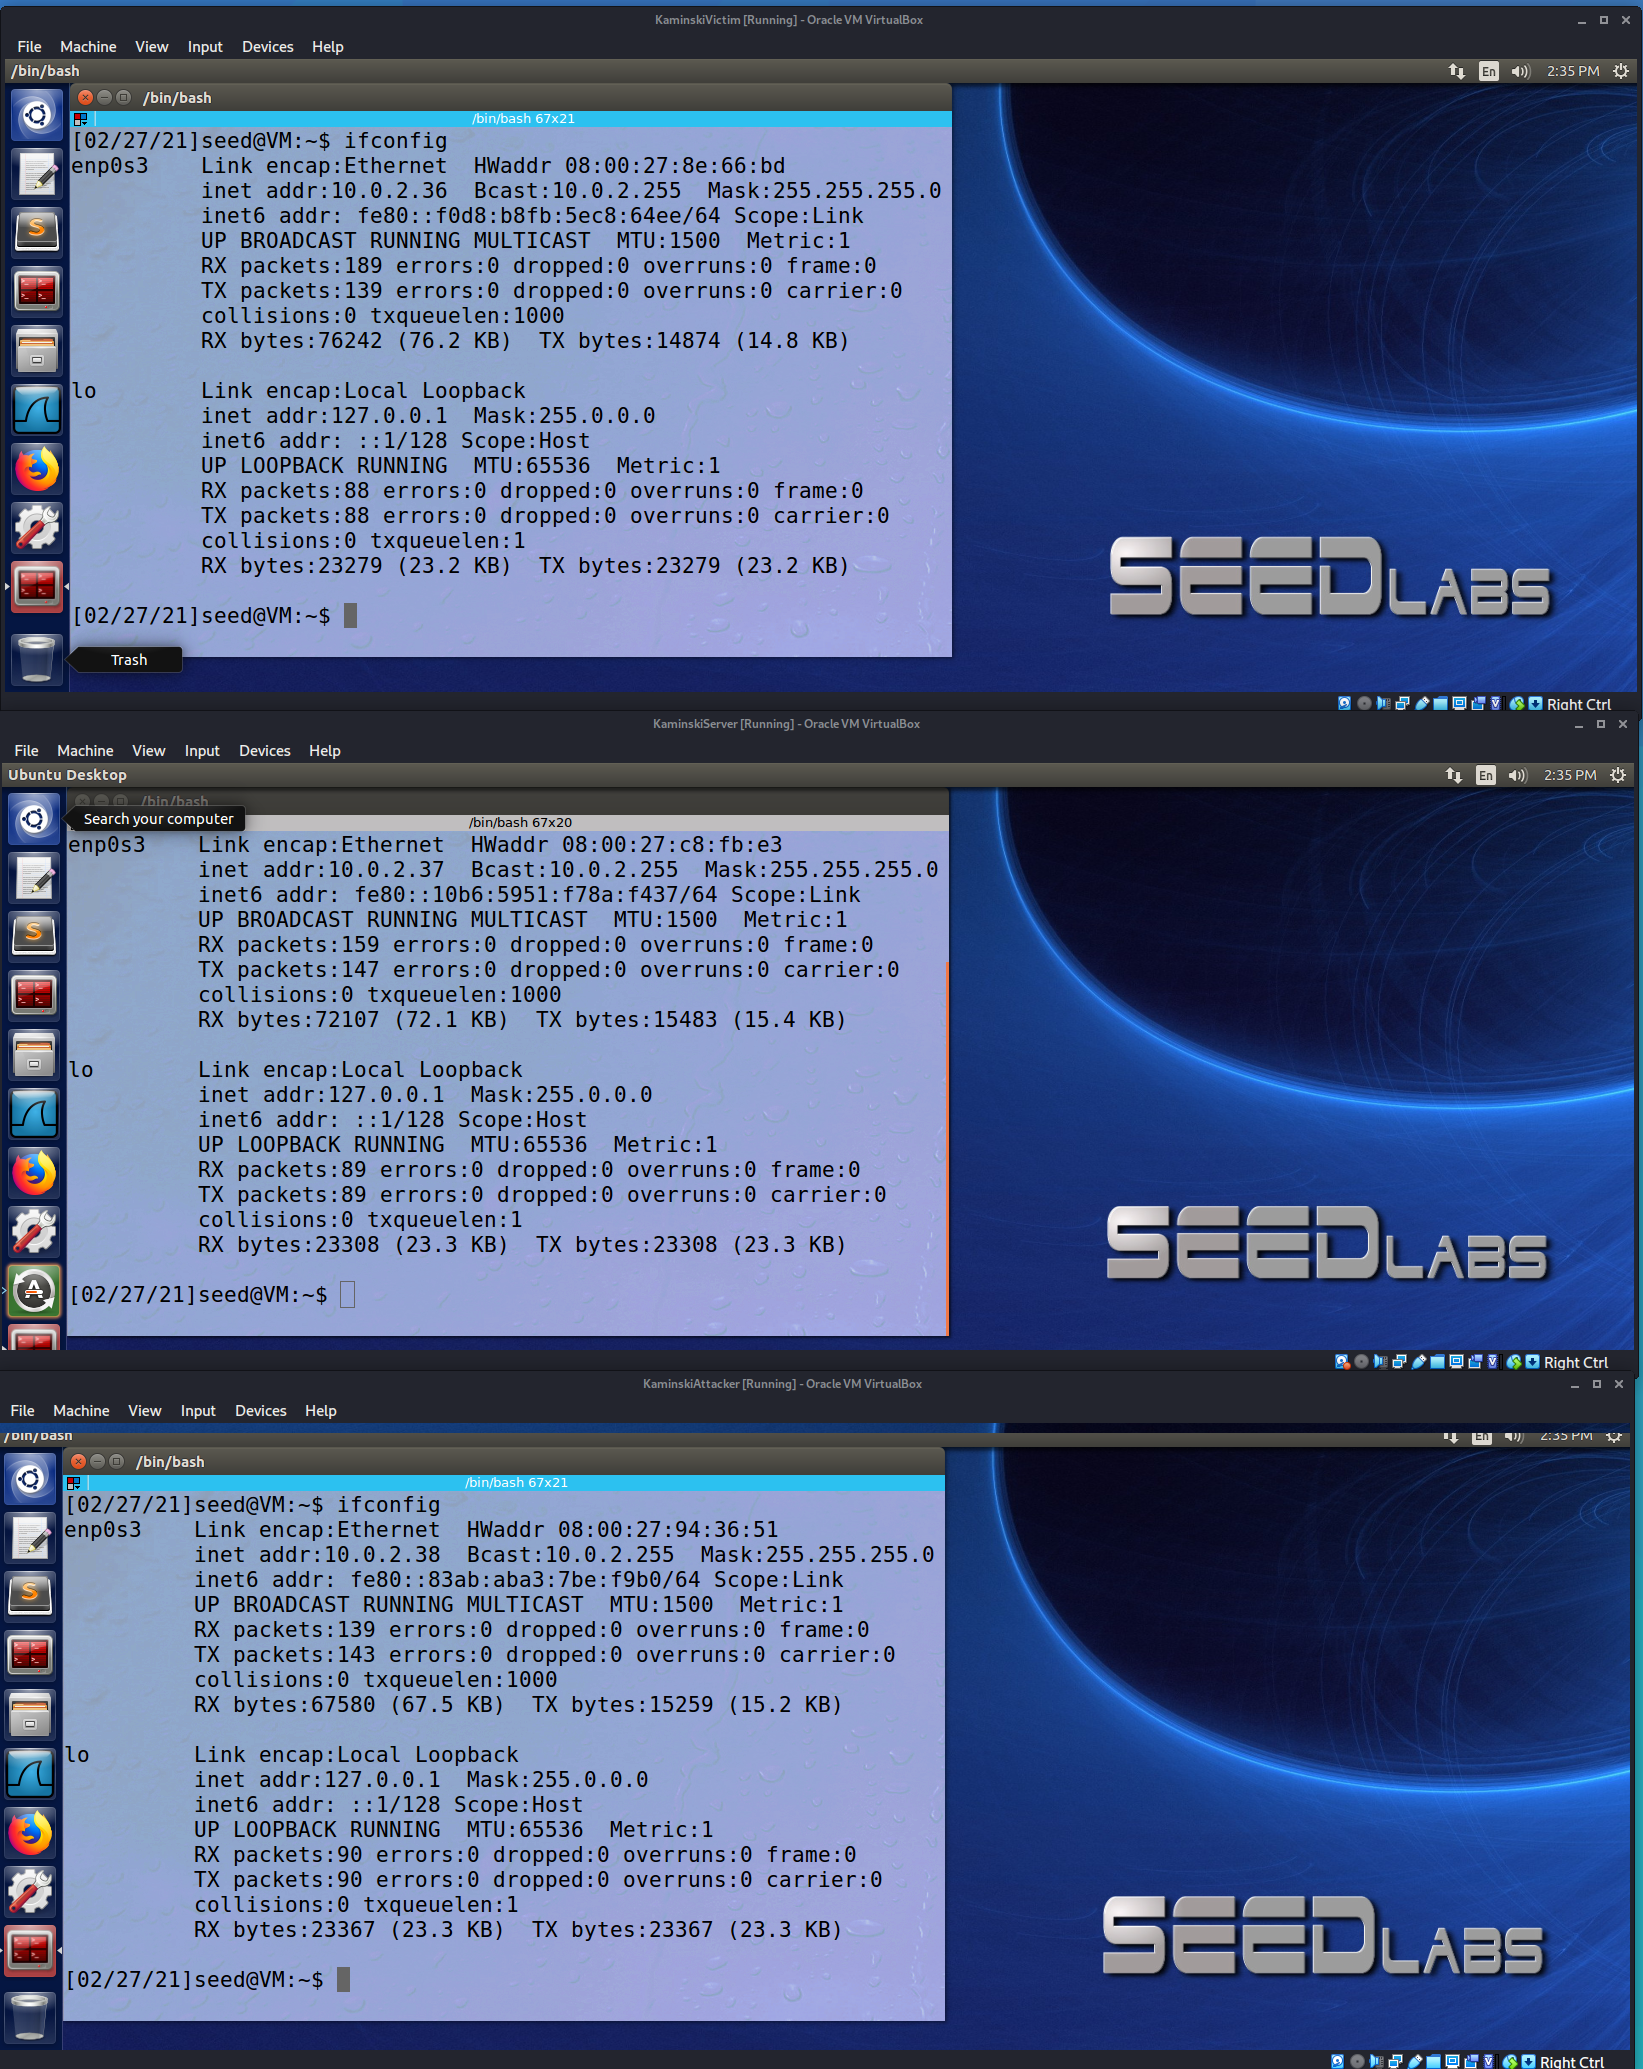 KaminskiVictim [Running] - Oracle VM VirtualBox
File Machine View Input Devices Help
/bin/bash En 2:35 PM
/bin/bash
/bin/bash 67x21
[02/27/21]seed@VM:~$ ifconfig
enp0s3    Link encap:Ethernet  HWaddr 08:00:27:8e:66:bd
inet addr:10.0.2.36  Bcast:10.0.2.255  Mask:255.255.255.0
inet6 addr: fe80::f0d8:b8fb:5ec8:64ee/64 Scope:Link
UP BROADCAST RUNNING MULTICAST  MTU:1500  Metric:1
RX packets:189 errors:0 dropped:0 overruns:0 frame:0
TX packets:139 errors:0 dropped:0 overruns:0 carrier:0
collisions:0 txqueuelen:1000
RX bytes:76242 (76.2 KB)  TX bytes:14874 (14.8 KB)
lo        Link encap:Local Loopback
inet addr:127.0.0.1  Mask:255.0.0.0
inet6 addr: ::1/128 Scope:Host
UP LOOPBACK RUNNING  MTU:65536  Metric:1
RX packets:88 errors:0 dropped:0 overruns:0 frame:0
TX packets:88 errors:0 dropped:0 overruns:0 carrier:0
collisions:0 txqueuelen:1
RX bytes:23279 (23.2 KB)  TX bytes:23279 (23.2 KB)
[02/27/21]seed@VM:~$
SEEDLABS
Trash
Right Ctrl
KaminskiServer [Running] - Oracle VM VirtualBox
File Machine View Input Devices Help
Ubuntu Desktop En 2:35 PM
/bin/bash
Search your computer
/bin/bash 67x20
enp0s3    Link encap:Ethernet  HWaddr 08:00:27:c8:fb:e3
inet addr:10.0.2.37  Bcast:10.0.2.255  Mask:255.255.255.0
inet6 addr: fe80::10b6:5951:f78a:f437/64 Scope:Link
UP BROADCAST RUNNING MULTICAST  MTU:1500  Metric:1
RX packets:159 errors:0 dropped:0 overruns:0 frame:0
TX packets:147 errors:0 dropped:0 overruns:0 carrier:0
collisions:0 txqueuelen:1000
RX bytes:72107 (72.1 KB)  TX bytes:15483 (15.4 KB)
lo        Link encap:Local Loopback
inet addr:127.0.0.1  Mask:255.0.0.0
inet6 addr: ::1/128 Scope:Host
UP LOOPBACK RUNNING  MTU:65536  Metric:1
RX packets:89 errors:0 dropped:0 overruns:0 frame:0
TX packets:89 errors:0 dropped:0 overruns:0 carrier:0
collisions:0 txqueuelen:1
RX bytes:23308 (23.3 KB)  TX bytes:23308 (23.3 KB)
[02/27/21]seed@VM:~$
SEEDLABS
Right Ctrl
KaminskiAttacker [Running] - Oracle VM VirtualBox
File Machine View Input Devices Help
/bin/bash En 2:35 PM
/bin/bash
/bin/bash 67x21
[02/27/21]seed@VM:~$ ifconfig
enp0s3    Link encap:Ethernet  HWaddr 08:00:27:94:36:51
inet addr:10.0.2.38  Bcast:10.0.2.255  Mask:255.255.255.0
inet6 addr: fe80::83ab:aba3:7be:f9b0/64 Scope:Link
UP BROADCAST RUNNING MULTICAST  MTU:1500  Metric:1
RX packets:139 errors:0 dropped:0 overruns:0 frame:0
TX packets:143 errors:0 dropped:0 overruns:0 carrier:0
collisions:0 txqueuelen:1000
RX bytes:67580 (67.5 KB)  TX bytes:15259 (15.2 KB)
lo        Link encap:Local Loopback
inet addr:127.0.0.1  Mask:255.0.0.0
inet6 addr: ::1/128 Scope:Host
UP LOOPBACK RUNNING  MTU:65536  Metric:1
RX packets:90 errors:0 dropped:0 overruns:0 frame:0
TX packets:90 errors:0 dropped:0 overruns:0 carrier:0
collisions:0 txqueuelen:1
RX bytes:23367 (23.3 KB)  TX bytes:23367 (23.3 KB)
[02/27/21]seed@VM:~$
SEEDLABS
Right Ctrl